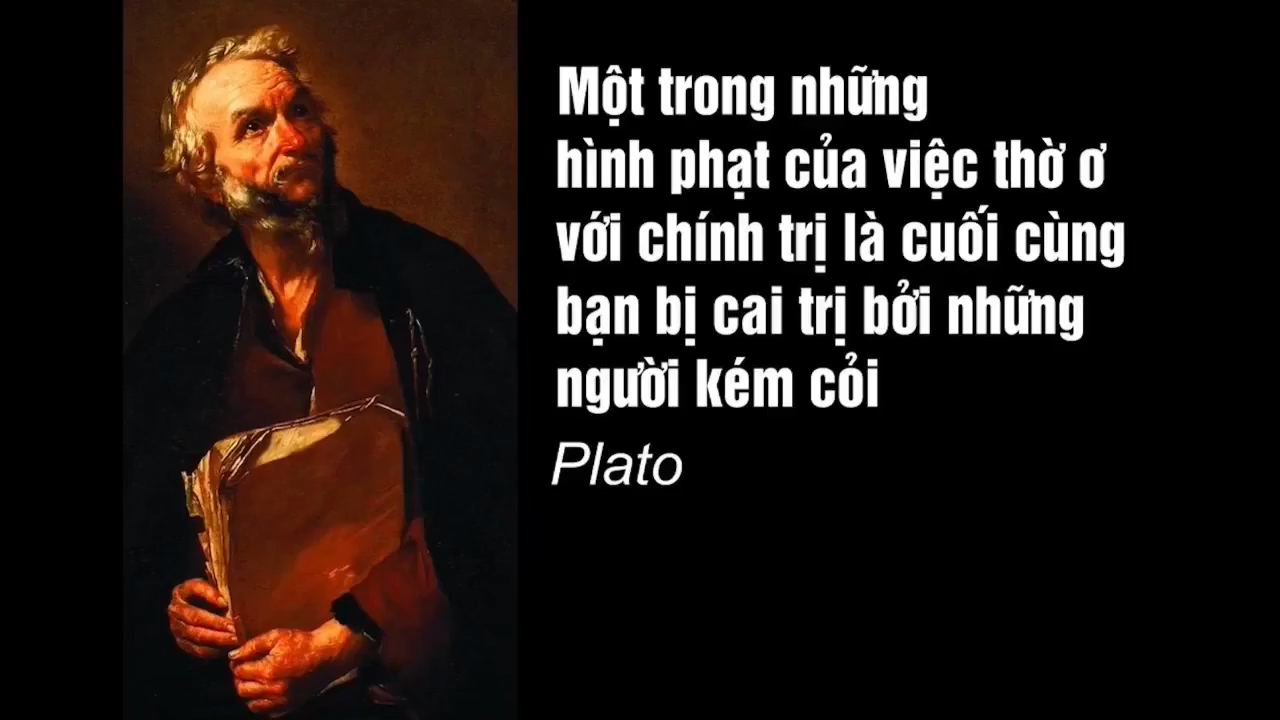 Một trong những
hình phạt của việc thờ ơ
với chính trị là cuối cùng
bạn bị cai trị bởi những
người kém cỏi
Plato